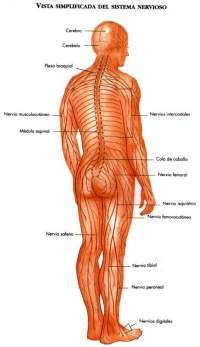 VISTA SIMPLIFICADA DEL SISTEMA NERVIOSO
Cerebro
Cerebelo
Plexo braquial
Nervio musculocutáneo
Nervios intercostales
Médula espinal
Cola de caballo
Nervio femoral
Nervio isquiático
Nervio femorocutáneo
Nervio safeno
Nervio tibial
Nervio peroneal
Nervios digitales